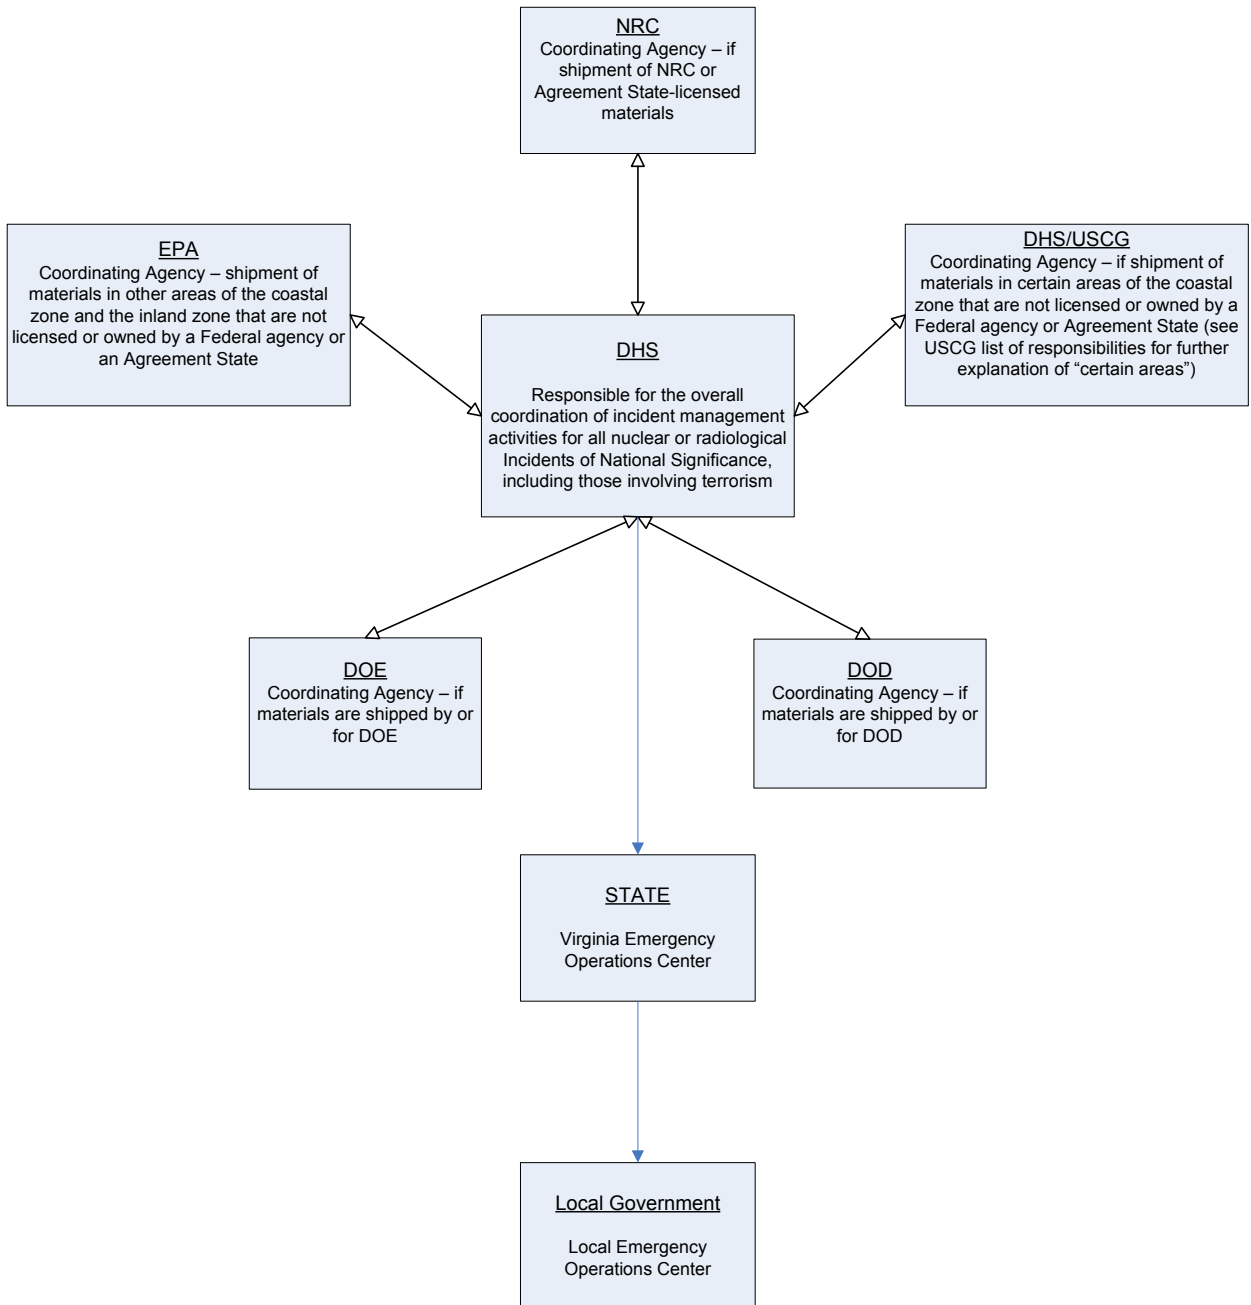 NRC
Coordinating Agency – if
shipment of NRC or
Agreement State-licensed
materials
EPA
Coordinating Agency – shipment of
materials in other areas of the coastal
zone and the inland zone that are not
licensed or owned by a Federal agency or
an Agreement State
DHS/USCG
Coordinating Agency – if shipment of
materials in certain areas of the coastal
zone that are not licensed or owned by a
Federal agency or Agreement State (see
USCG list of responsibilities for further
explanation of “certain areas”)
DHS
Responsible for the overall
coordination of incident management
activities for all nuclear or radiological
Incidents of National Significance,
including those involving terrorism
DOE
Coordinating Agency – if
materials are shipped by or
for DOE
DOD
Coordinating Agency – if
materials are shipped by or
for DOD
STATE
Virginia Emergency
Operations Center
Local Government
Local Emergency
Operations Center